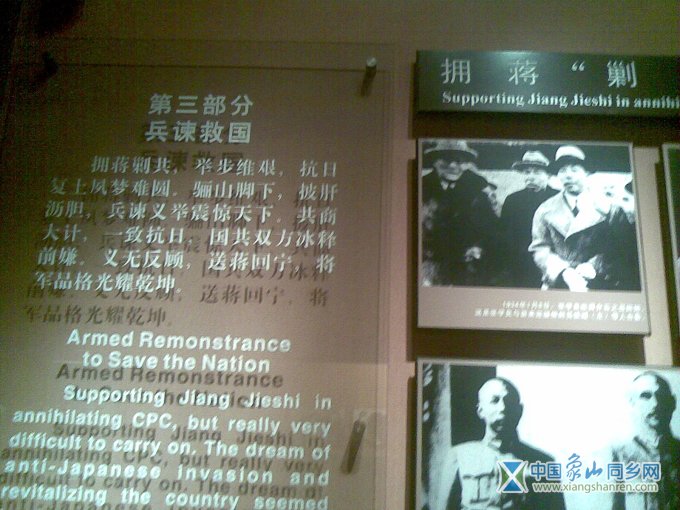 第三部分
兵谏救国
拥蒋剿共，举步维艰，抗日
复土夙梦难圆。骊山脚下，披肝
沥胆，兵谏义举震惊天下。共商
大计，一致抗日，国共双方冰释
前嫌。义无反顾，送蒋回宁，将
军品格光耀乾坤。
Armed Remonstrance
to Save the Nation
Supporting Jiang Jieshi in
annihilating CPC, but really very
difficult to carry on. The dream of
anti-Japanese invasion and
revitalizing the country seemed
拥 蒋 “ 剿
Supporting Jiang Jieshi in annihi
中国象山同乡网
www.xiangshanren.com